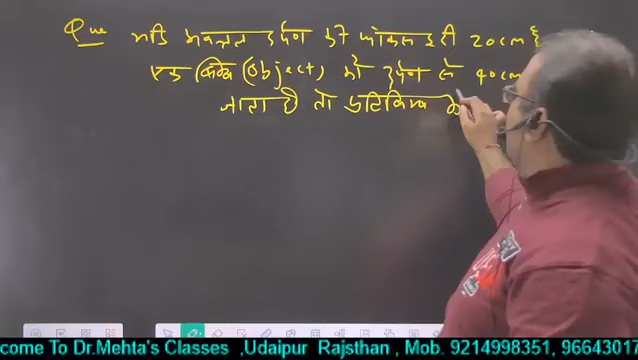 Que यदि अवतल दर्पण की फोकस दूरी 20cm है
एक बिम्ब (Object) को दर्पण से 40cm
जाता है तो प्रतिबिम्ब के
come To Dr.Mehta's Classes ,Udaipur Rajsthan , Mob. 9214998351, 9664301